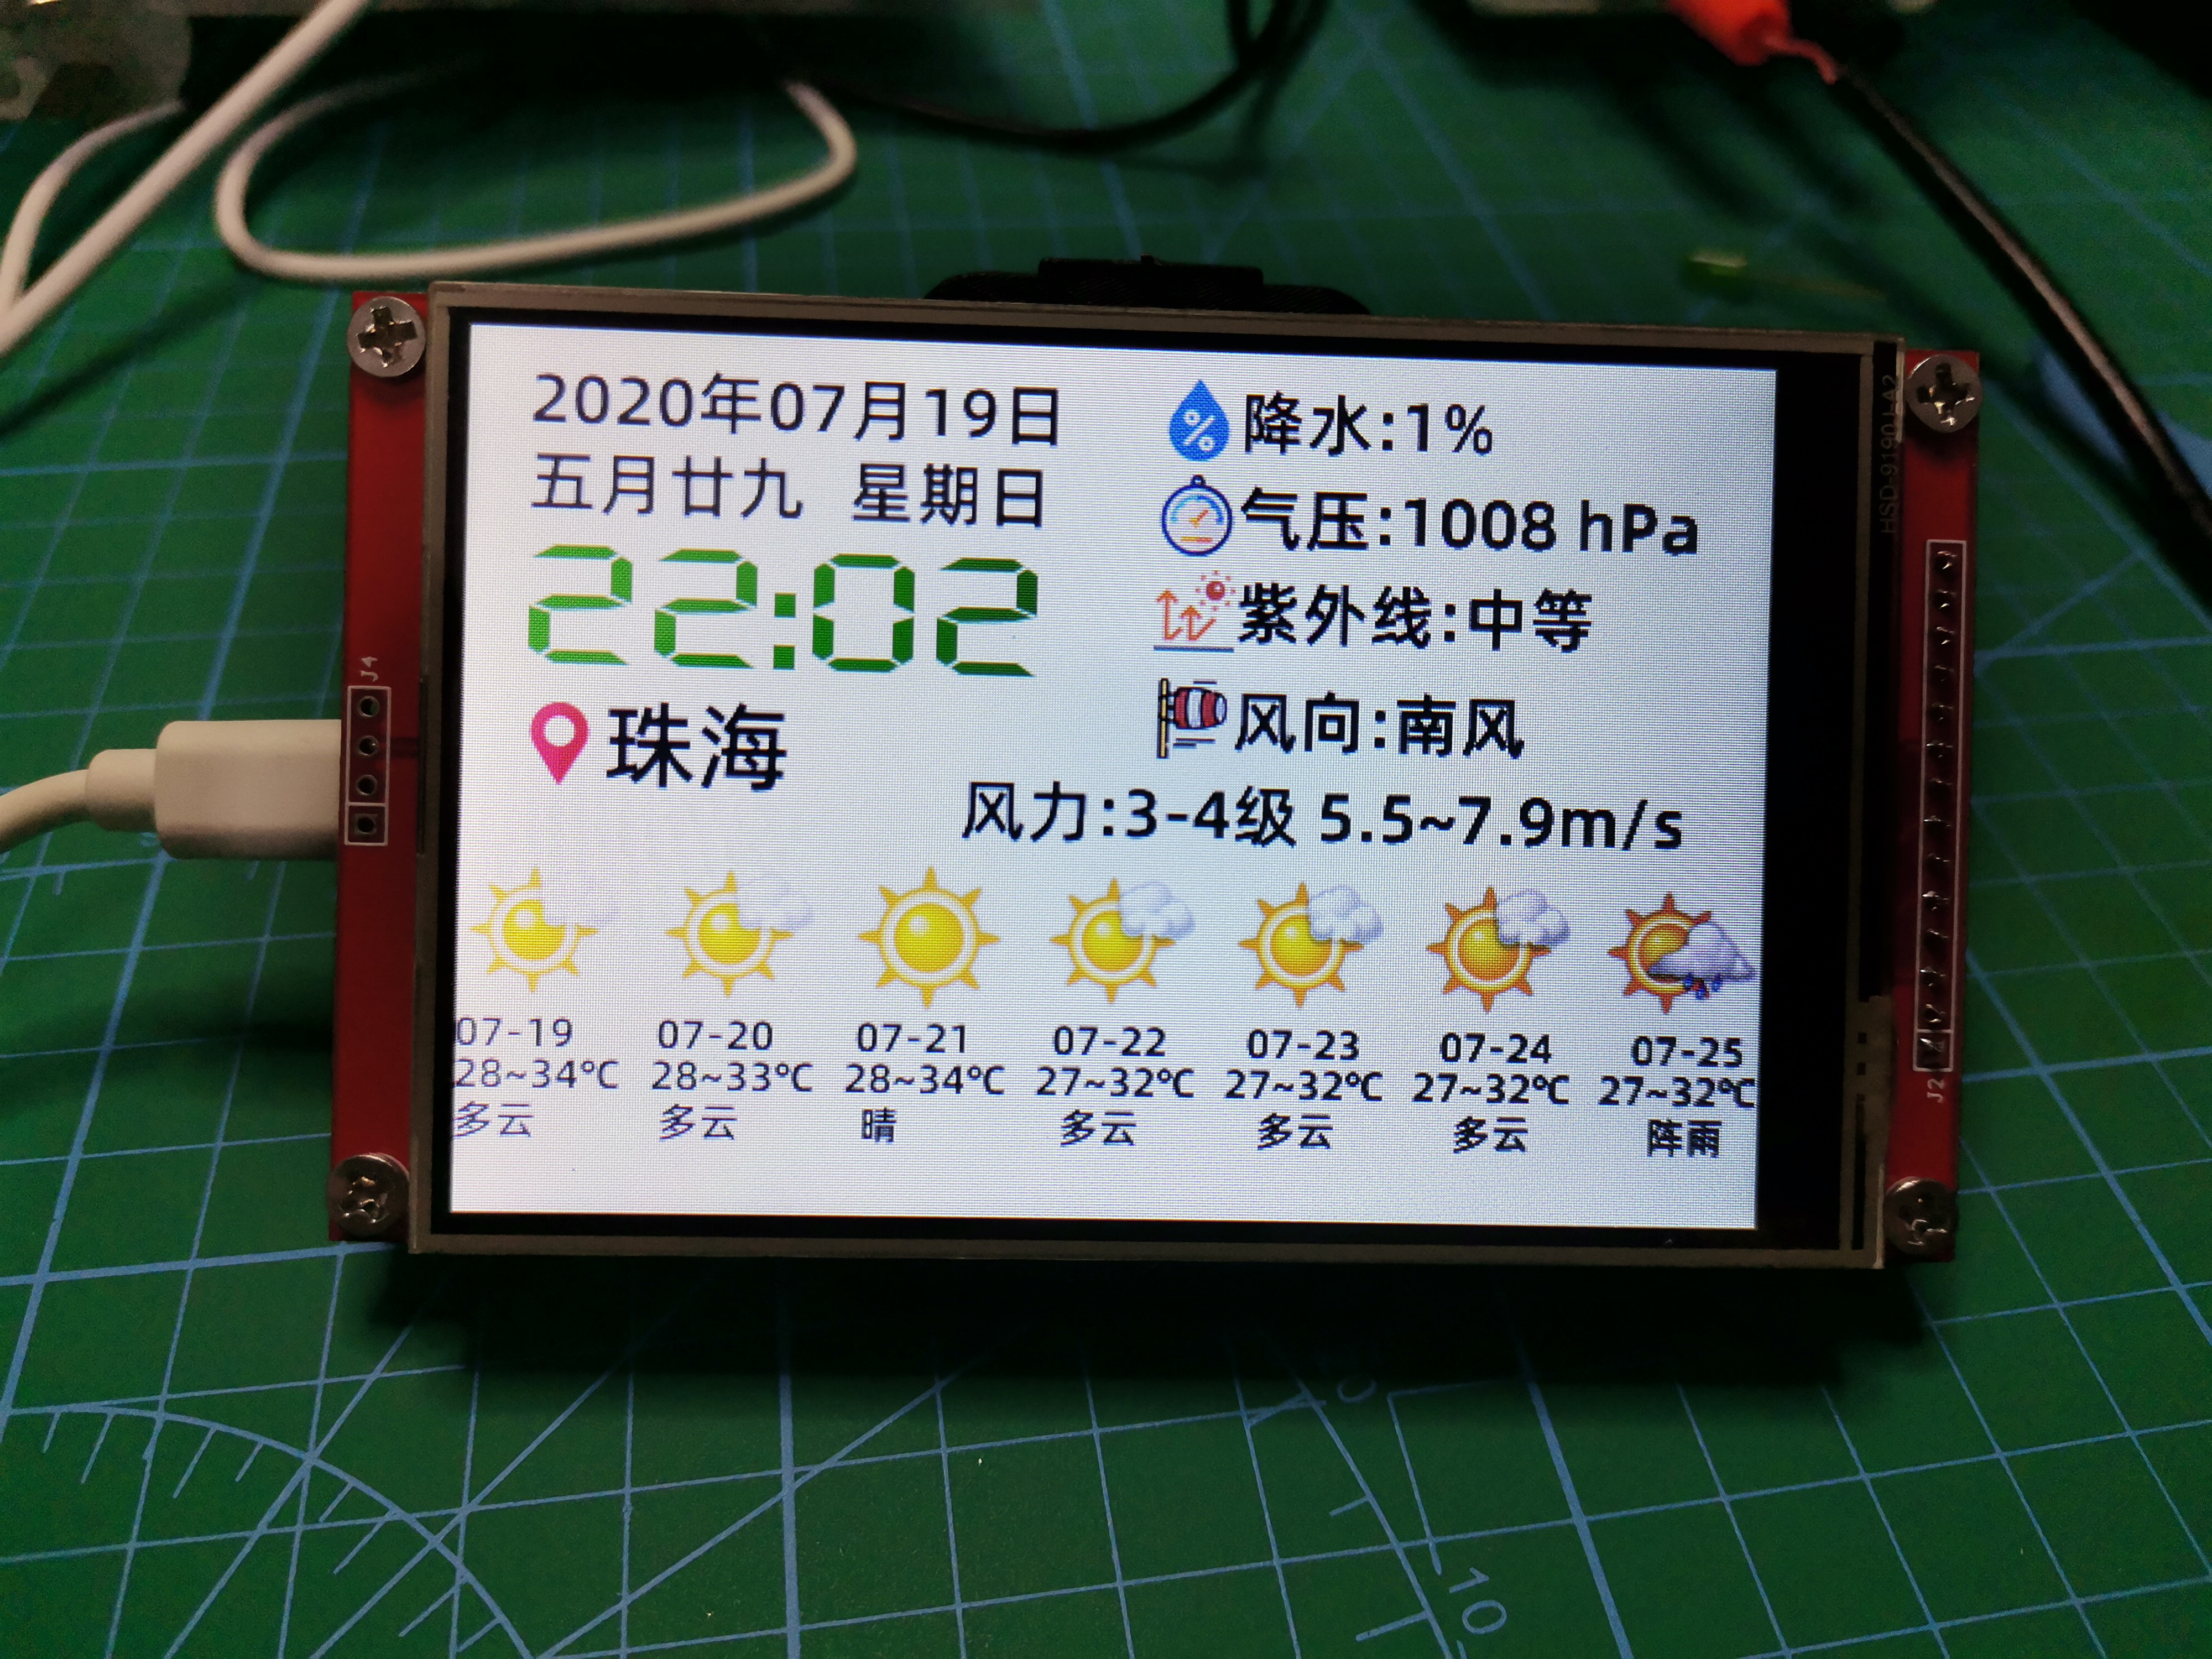 2020年07月19日
五月廿九 星期日
22:02
珠海
降水:1%
气压:1008 hPa
紫外线:中等
风向:南风
风力:3-4级 5.5~7.9m/s
07-19
28~34℃
多云
07-20
28~33℃
多云
07-21
28~34℃
晴
07-22
27~32℃
多云
07-23
27~32℃
多云
07-24
27~32℃
多云
07-25
27~32℃
阵雨
J4
J2
10